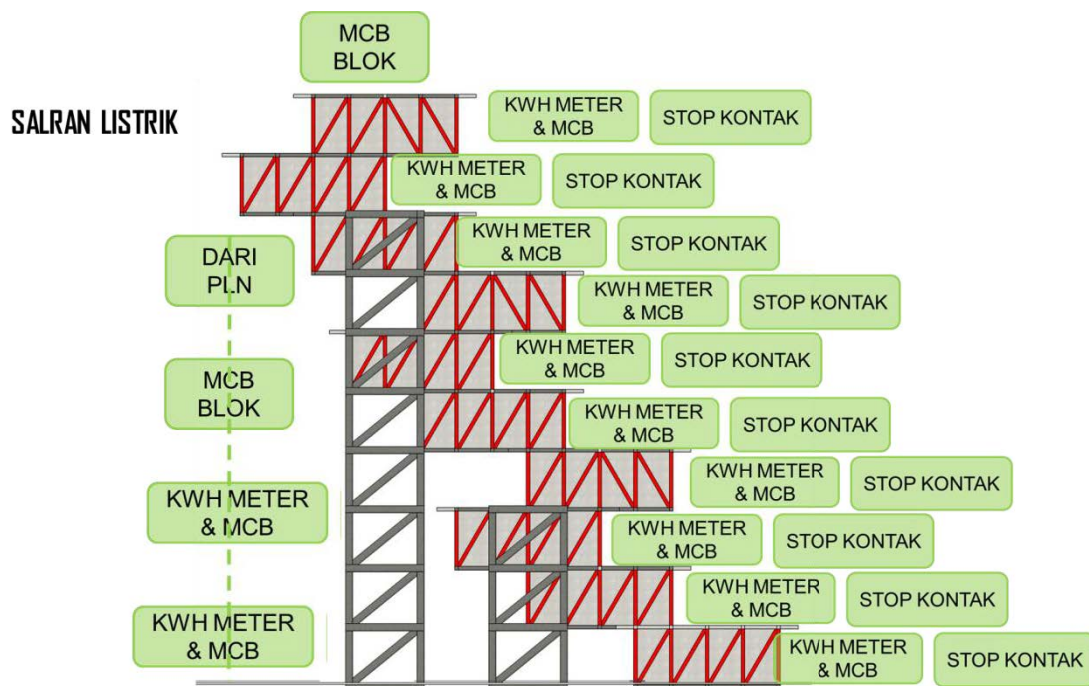 MCB
BLOK
SALRAN LISTRIK
KWH METER
& MCB
STOP KONTAK
KWH METER
& MCB
STOP KONTAK
KWH METER
& MCB
STOP KONTAK
DARI
PLN
KWH METER
& MCB
STOP KONTAK
KWH METER
& MCB
STOP KONTAK
MCB
BLOK
KWH METER
& MCB
STOP KONTAK
KWH METER
& MCB
STOP KONTAK
KWH METER
& MCB
KWH METER
& MCB
STOP KONTAK
KWH METER
& MCB
STOP KONTAK
KWH METER
& MCB
KWH METER
& MCB
STOP KONTAK